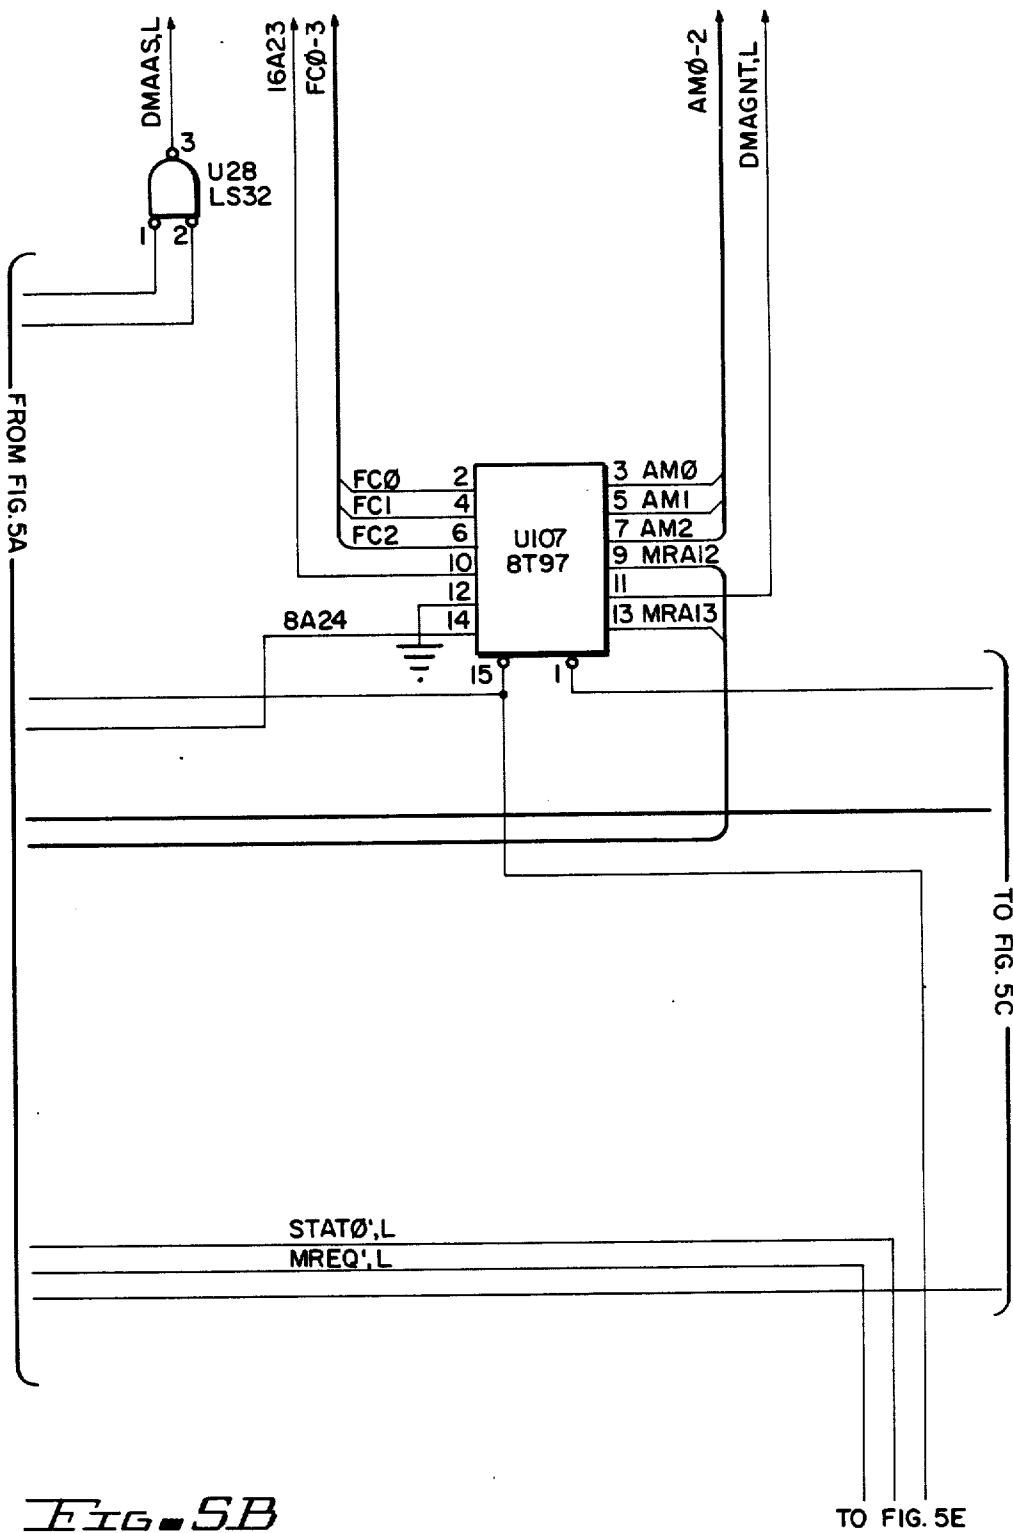 DMAAS,L
16A23
FCØ-3
AMØ-2
DMAGNT,L
3
U28
LS32
1
2
FROM FIG. 5A
FCØ
2
3 AMØ
FC1
4
5 AM1
FC2
6
7 AM2
U107
8T97
10
9 MRA12
12
11
8A24
14
13 MRA13
15
1
TO FIG. 5C
STATØ',L
MREQ',L
FIG. 5B
TO FIG. 5E